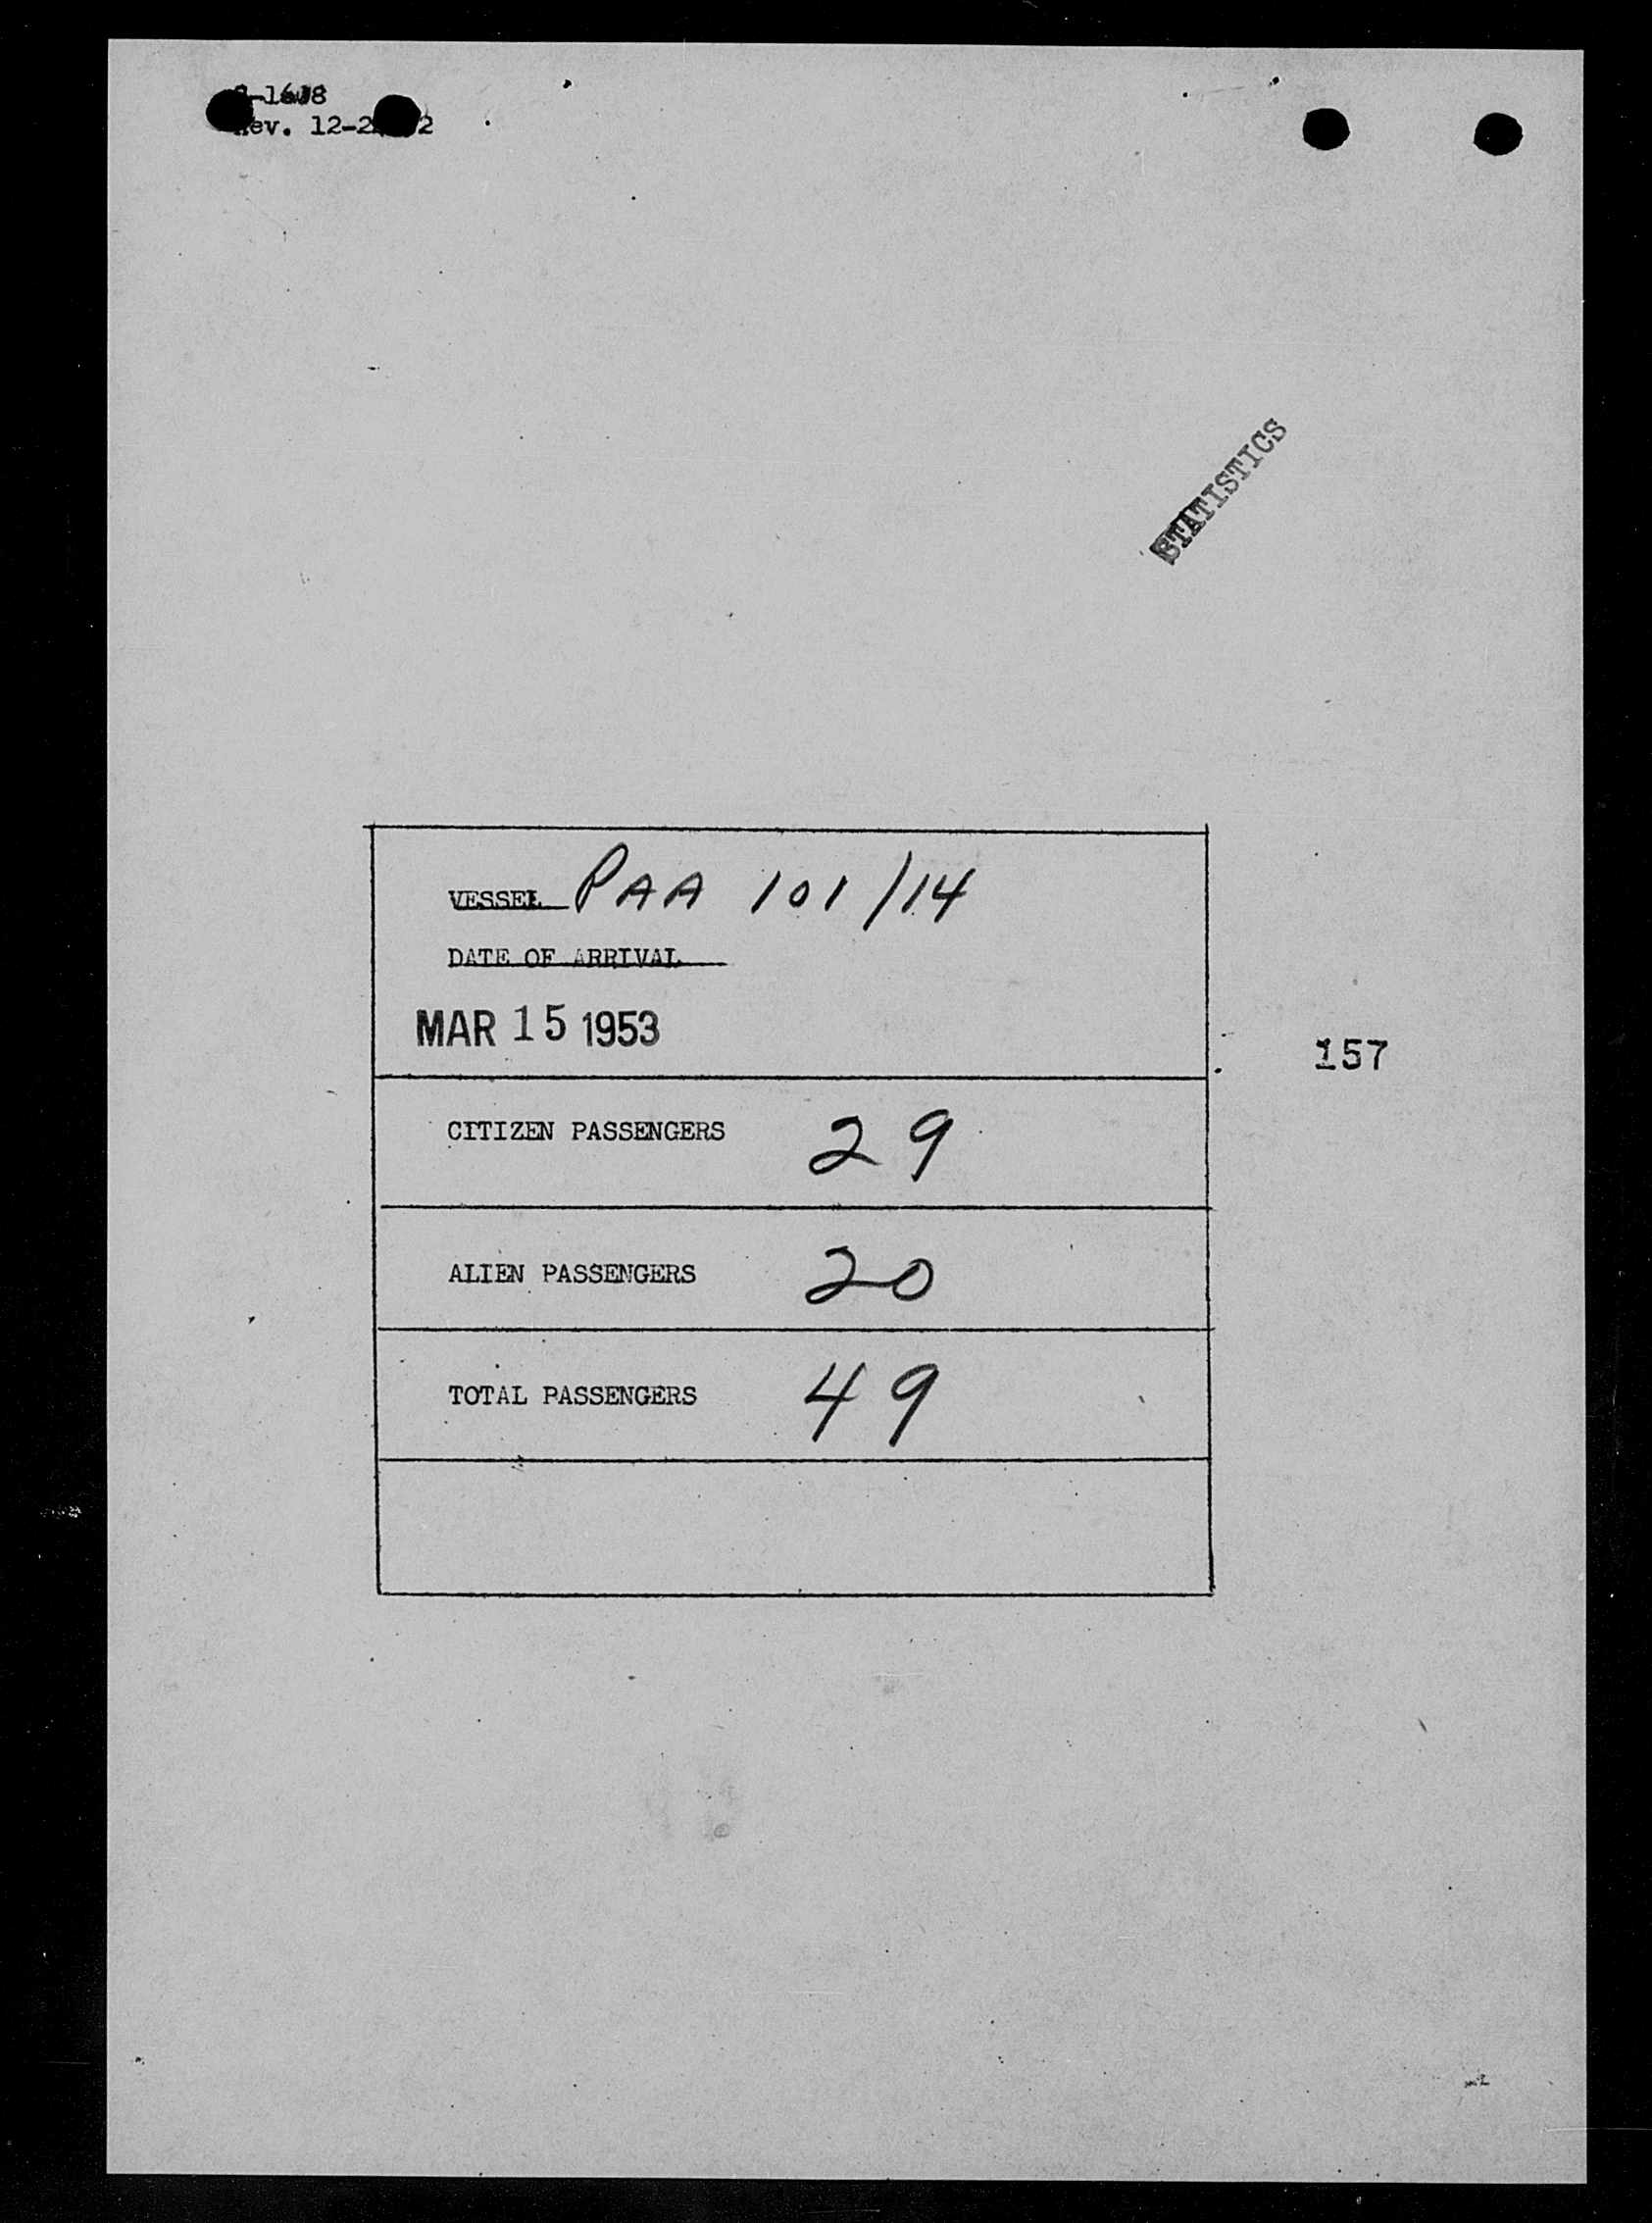 Rev. 12-2
STATISTICS
VESSEL PAA 101/14
DATE OF ARRIVAL
MAR 15 1953
157
CITIZEN PASSENGERS 29
ALIEN PASSENGERS 20
TOTAL PASSENGERS 49